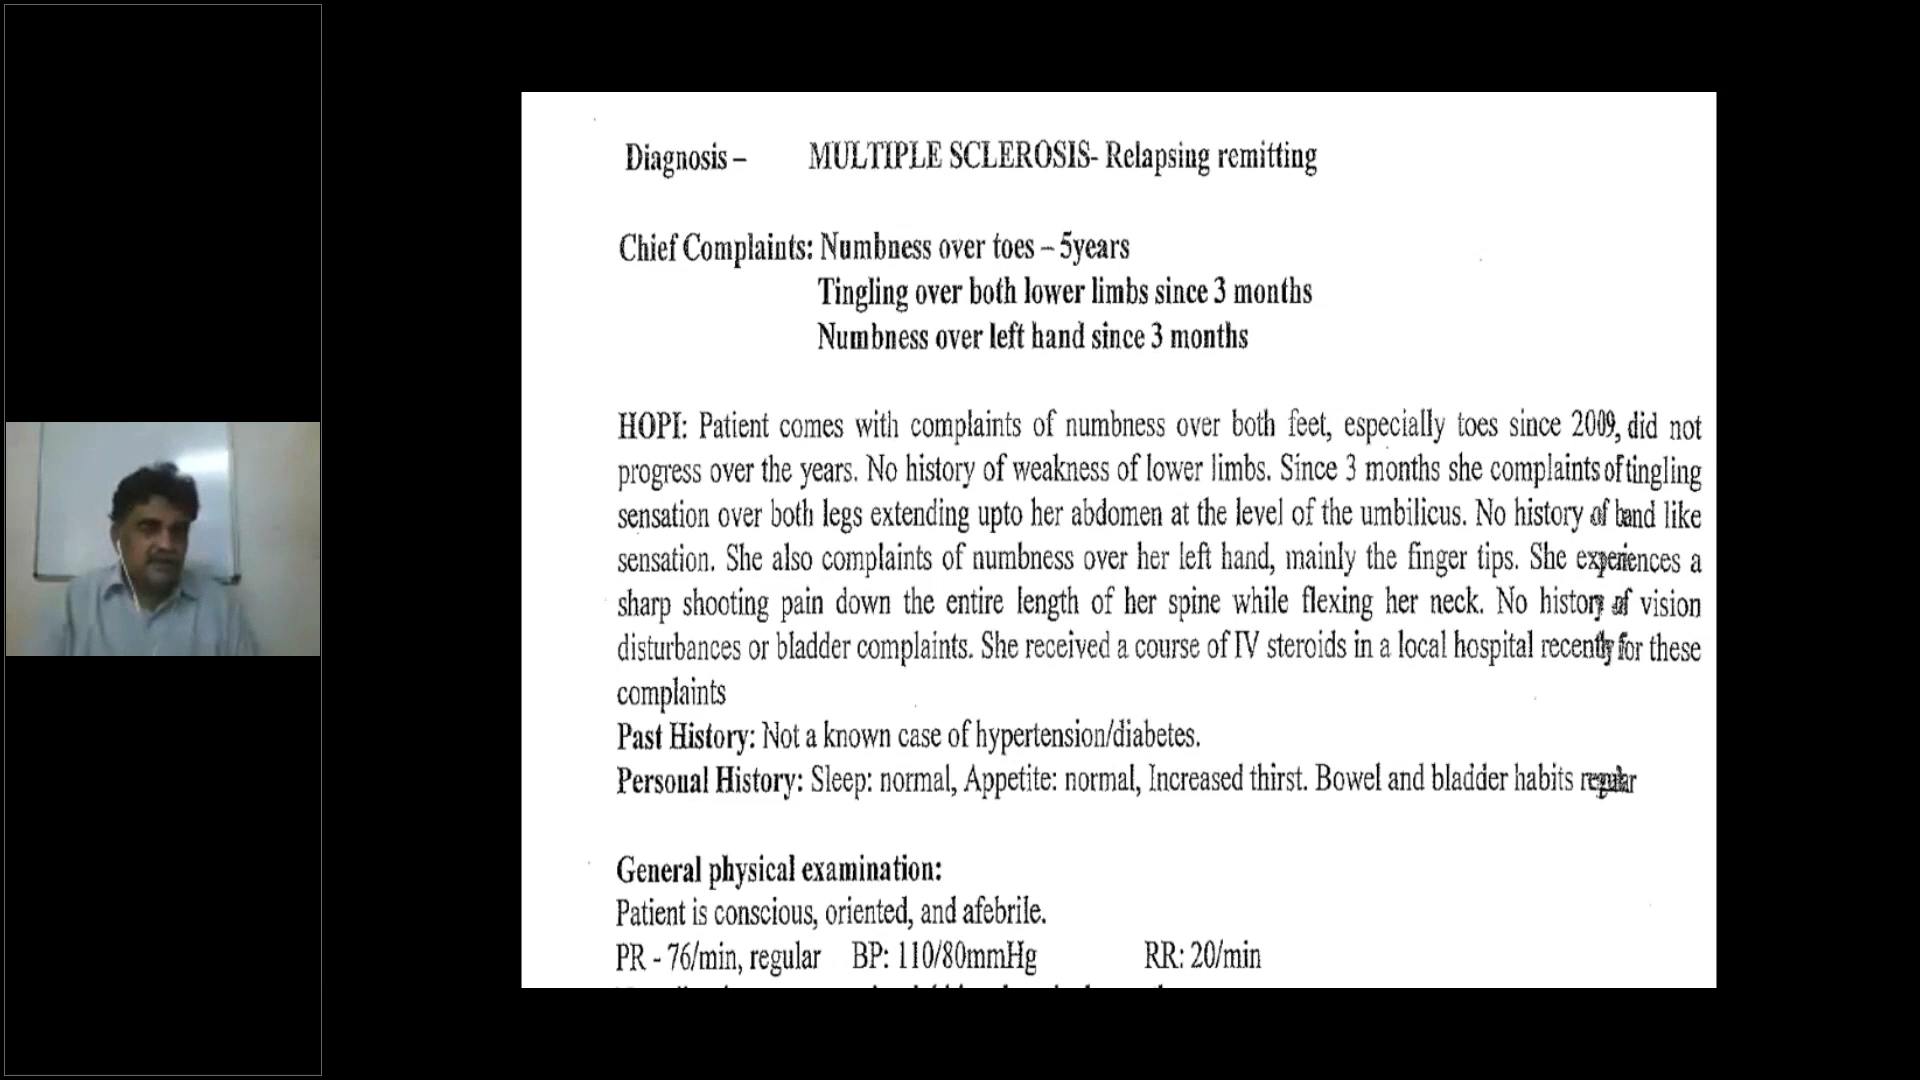 Diagnosis – MULTIPLE SCLEROSIS- Relapsing remitting
Chief Complaints: Numbness over toes – 5years
Tingling over both lower limbs since 3 months
Numbness over left hand since 3 months
HOPI: Patient comes with complaints of numbness over both feet, especially toes since 2009, did not
progress over the years. No history of weakness of lower limbs. Since 3 months she complaints of tingling
sensation over both legs extending upto her abdomen at the level of the umbilicus. No history of band like
sensation. She also complaints of numbness over her left hand, mainly the finger tips. She experiences a
sharp shooting pain down the entire length of her spine while flexing her neck. No history of vision
disturbances or bladder complaints. She received a course of IV steroids in a local hospital recently for these
complaints
Past History: Not a known case of hypertension/diabetes.
Personal History: Sleep: normal, Appetite: normal, Increased thirst. Bowel and bladder habits regular
General physical examination:
Patient is conscious, oriented, and afebrile.
PR - 76/min, regular BP: 110/80mmHg RR: 20/min